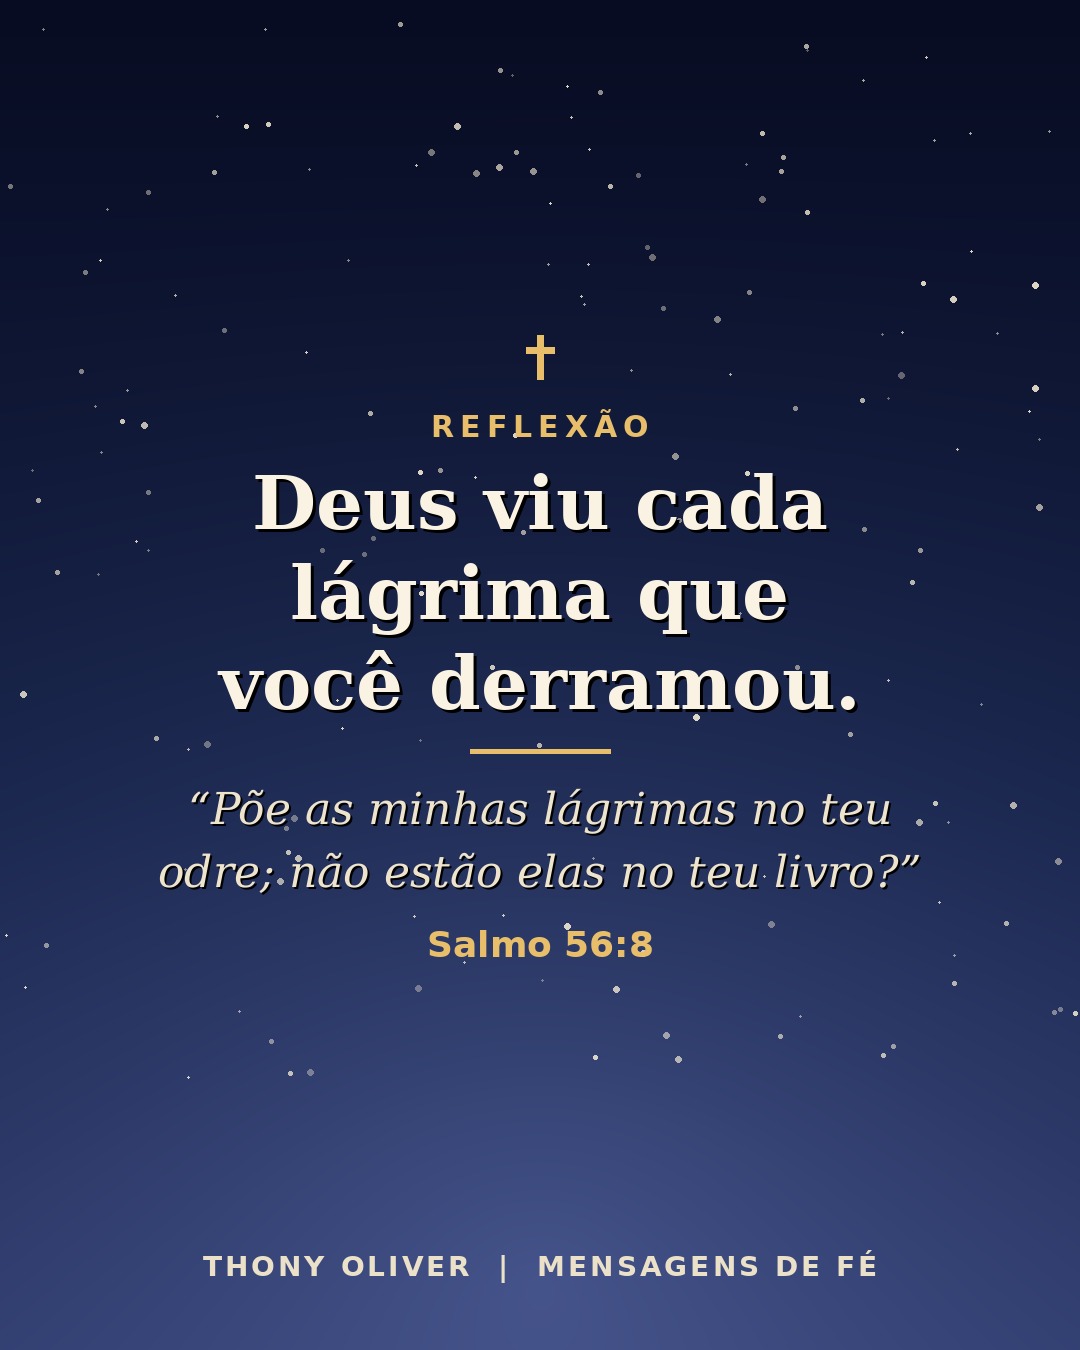 REFLEXÃO
Deus viu cada
lágrima que
você derramou.
“Põe as minhas lágrimas no teu
odre; não estão elas no teu livro?”
Salmo 56:8
THONY OLIVER | MENSAGENS DE FÉ